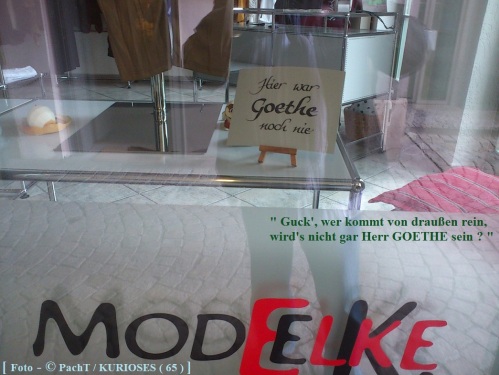 Hier war
Goethe
noch nie
" Guck', wer kommt von draußen rein,
wird's nicht gar Herr GOETHE sein ? "
MODELKE
[ Foto - © PachT / KURIOSES ( 65 ) ]